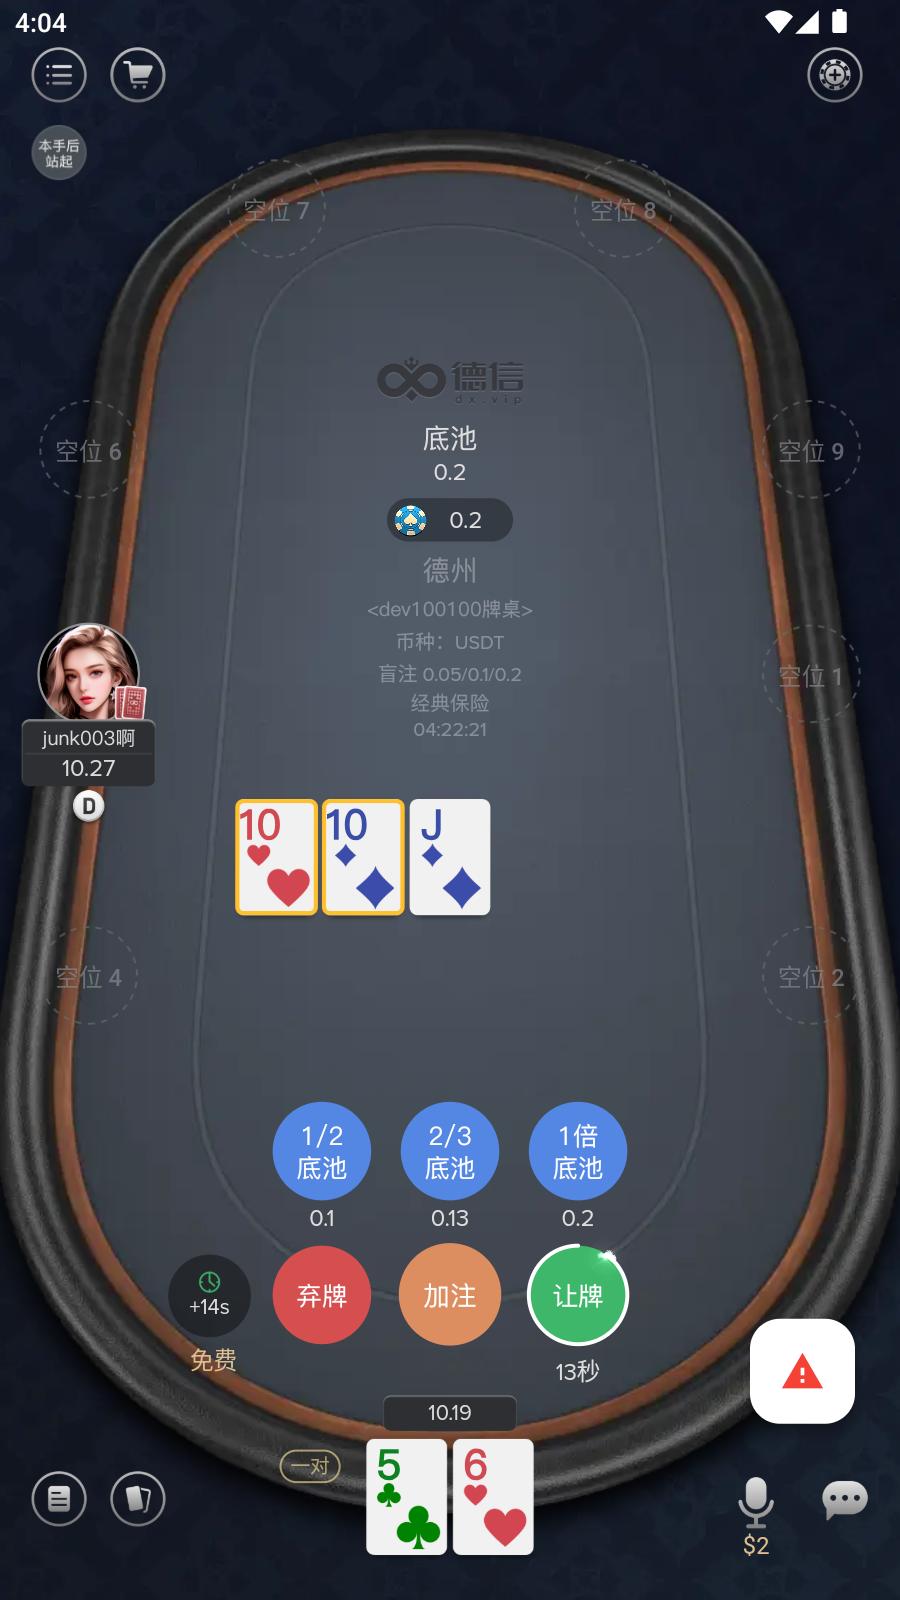 4:04
本手后
站起
空位 7
空位 8
德信
dx.vip
底池
0.2
0.2
空位 6
空位 9
德州
<dev100100牌桌>
币种：USDT
盲注 0.05/0.1/0.2
经典保险
04:22:21
空位 1
junk003啊
10.27
D
10
10
J
空位 4
空位 2
1/2
底池
2/3
底池
1倍
底池
0.1
0.13
0.2
+14s
弃牌
加注
让牌
免费
13秒
10.19
一对
5
6
$2